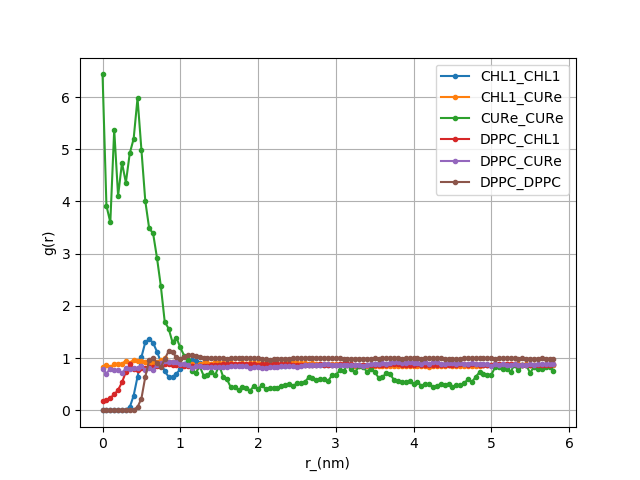 CHL1_CHL1
CHL1_CURe
CURe_CURe
DPPC_CHL1
DPPC_CURe
DPPC_DPPC
g(r)
6
5
4
3
2
1
0
0 1 2 3 4 5 6
r_(nm)